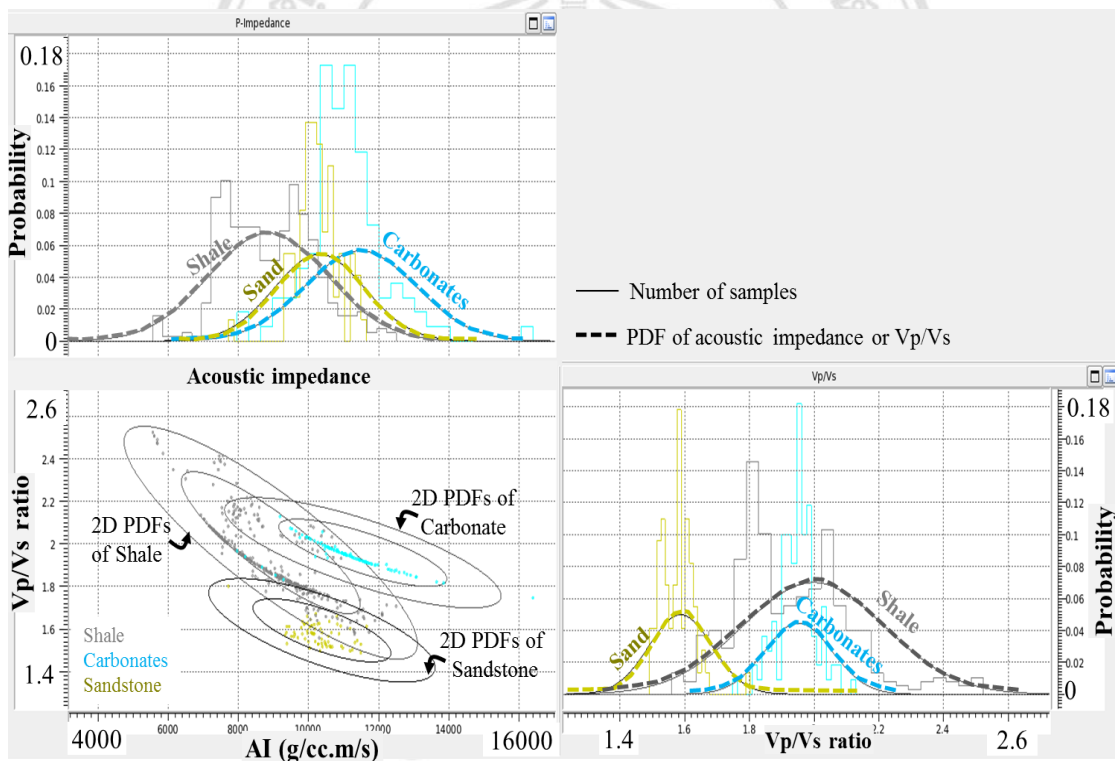 P-Impedance
0.18
0.16
0.14
0.12
0.1
0.08
0.06
0.04
0.02
0
Probability
Shale
Sand
Carbonates
Number of samples
PDF of acoustic impedance or Vp/Vs
Acoustic impedance
2.6
2.4
2.2
2
1.8
1.6
1.4
Vp/Vs ratio
2D PDFs
of Shale
2D PDFs of
Carbonate
2D PDFs of
Sandstone
Shale
Carbonates
Sandstone
4000
6000
8000
10000
12000
14000
16000
AI (g/cc.m/s)
Vp/Vs
0.18
0.16
0.14
0.12
0.1
0.08
0.06
0.04
0.02
0
Probability
Sand
Carbonates
Shale
1.4
1.6
1.8
2.0
2.2
2.4
2.6
Vp/Vs ratio